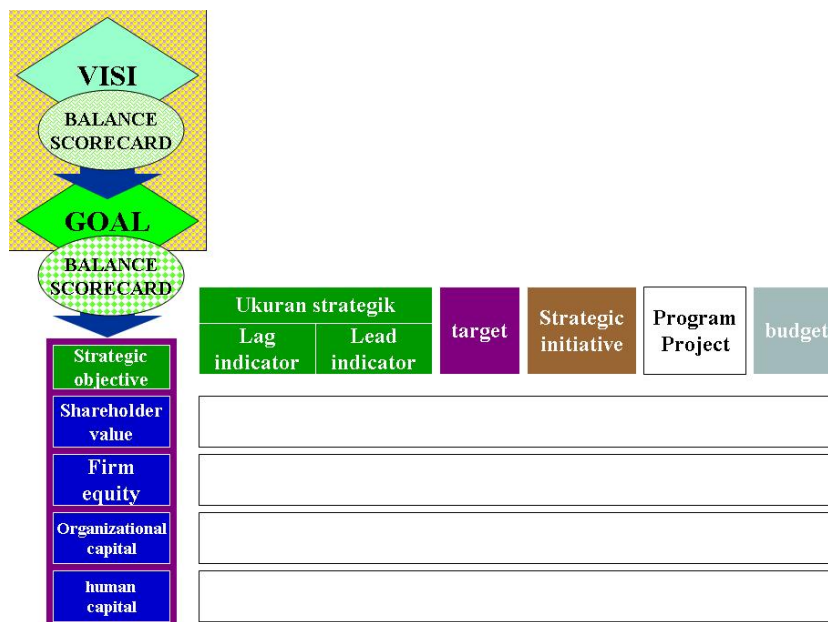 VISI
BALANCE
SCORECARD
GOAL
BALANCE
SCORECARD
Ukuran strategik
Lag
indicator
Lead
indicator
target
Strategic
initiative
Program
Project
budget
Strategic
objective
Shareholder
value
Firm
equity
Organizational
capital
human
capital